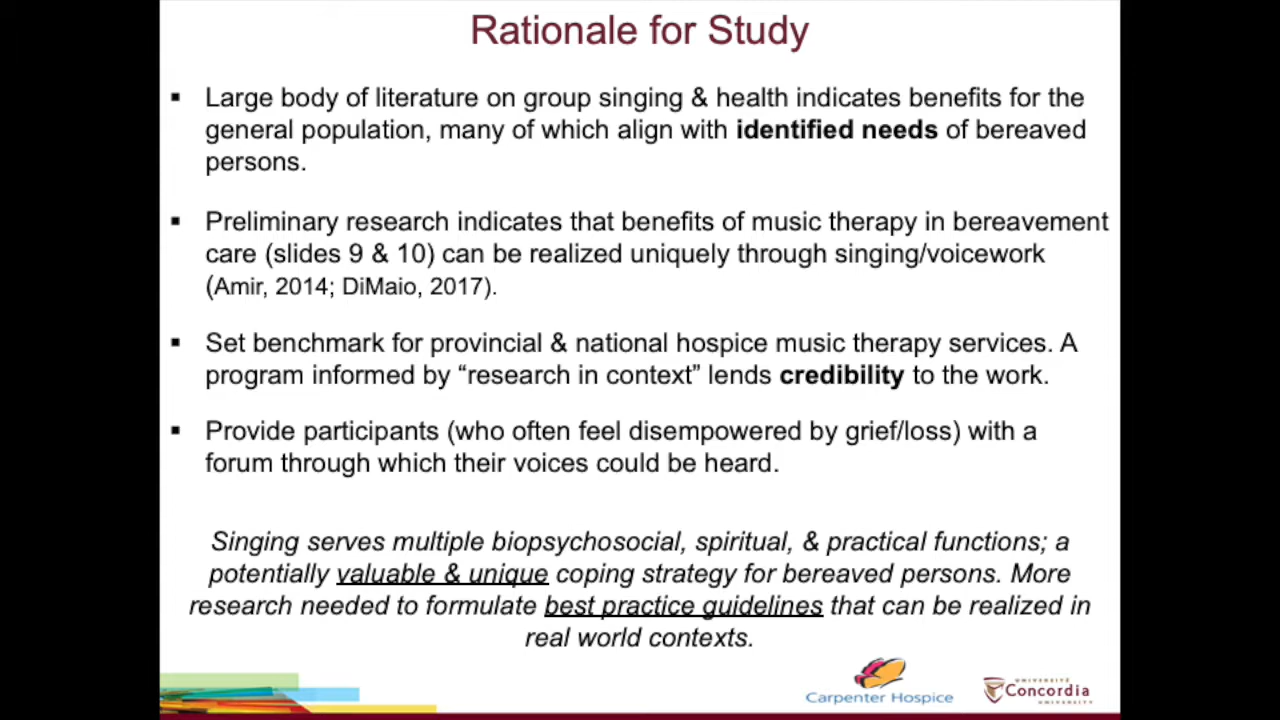 Rationale for Study
▪ Large body of literature on group singing & health indicates benefits for the
general population, many of which align with identified needs of bereaved
persons.
▪ Preliminary research indicates that benefits of music therapy in bereavement
care (slides 9 & 10) can be realized uniquely through singing/voicework
(Amir, 2014; DiMaio, 2017).
▪ Set benchmark for provincial & national hospice music therapy services. A
program informed by “research in context” lends credibility to the work.
▪ Provide participants (who often feel disempowered by grief/loss) with a
forum through which their voices could be heard.
Singing serves multiple biopsychosocial, spiritual, & practical functions; a
potentially valuable & unique coping strategy for bereaved persons. More
research needed to formulate best practice guidelines that can be realized in
real world contexts.
Carpenter Hospice
UNIVERSITÉ
Concordia
UNIVERSITY